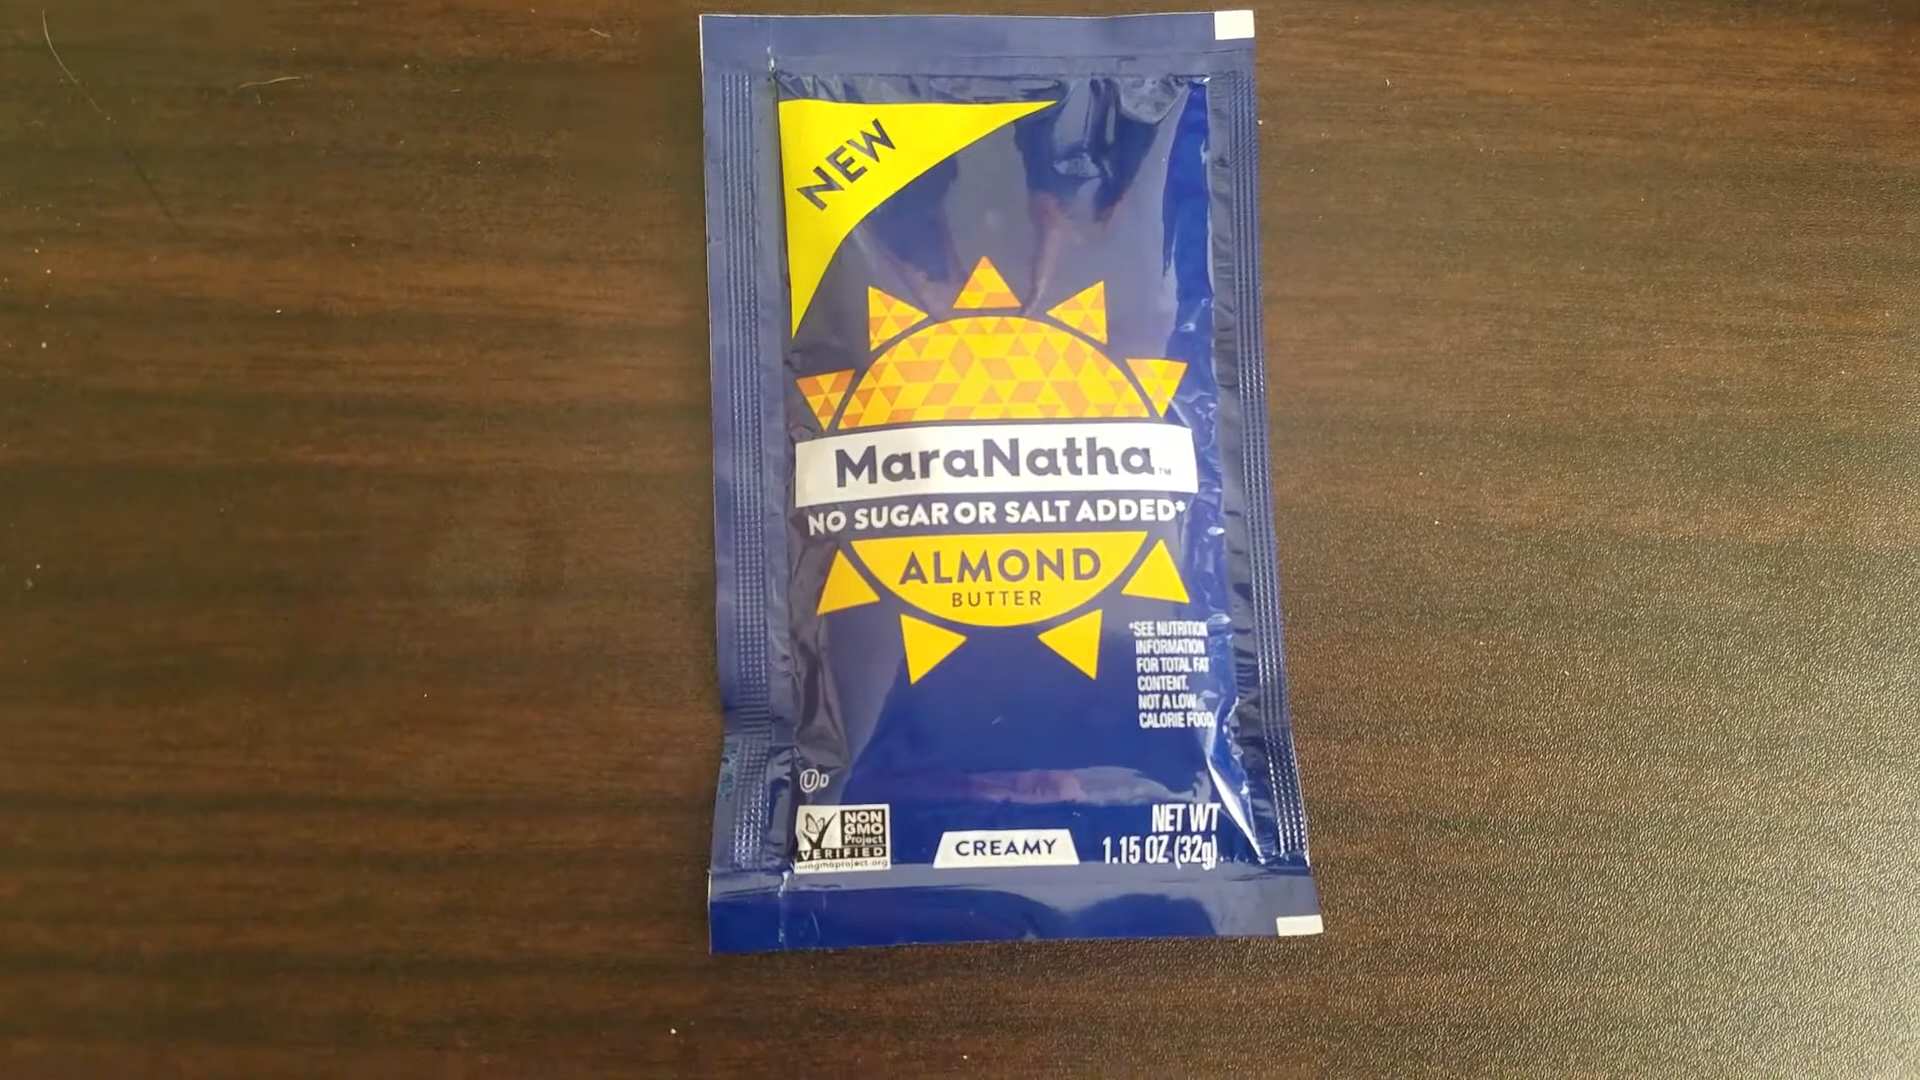 NEW
MaraNatha™
NO SUGAR OR SALT ADDED*
ALMOND
BUTTER
*SEE NUTRITION
INFORMATION
FOR TOTAL FAT
CONTENT.
NOT A LOW
CALORIE FOOD.
U D
NON
GMO
Project
VERIFIED
nongmoproject.org
CREAMY
NET WT
1.15 OZ (32g)